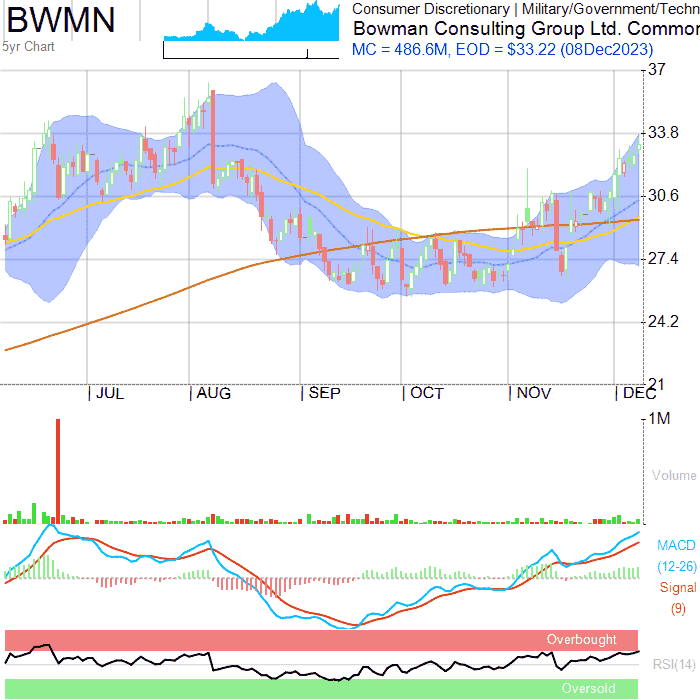 BWMN
5yr Chart
Consumer Discretionary | Military/Government/Techn
Bowman Consulting Group Ltd. Common
MC = 486.6M, EOD = $33.22 (08Dec2023)
37
33.8
30.6
27.4
24.2
21
JUL
AUG
SEP
OCT
NOV
DEC
1M
Volume
MACD
(12-26)
Signal
(9)
Overbought
RSI(14)
Oversold